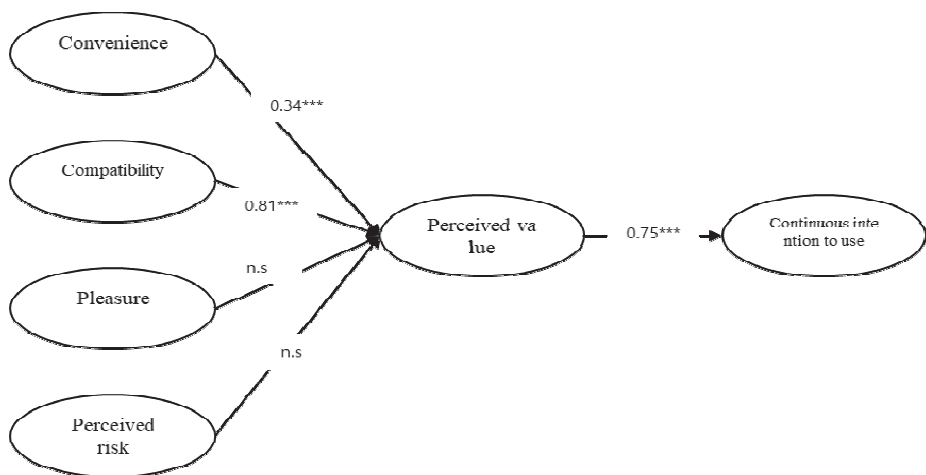 Convenience
0.34***
Compatibility
0.81***
Perceived va
lue
0.75***
Continuous inte
ntion to use
n.s
Pleasure
n.s
Perceived
risk